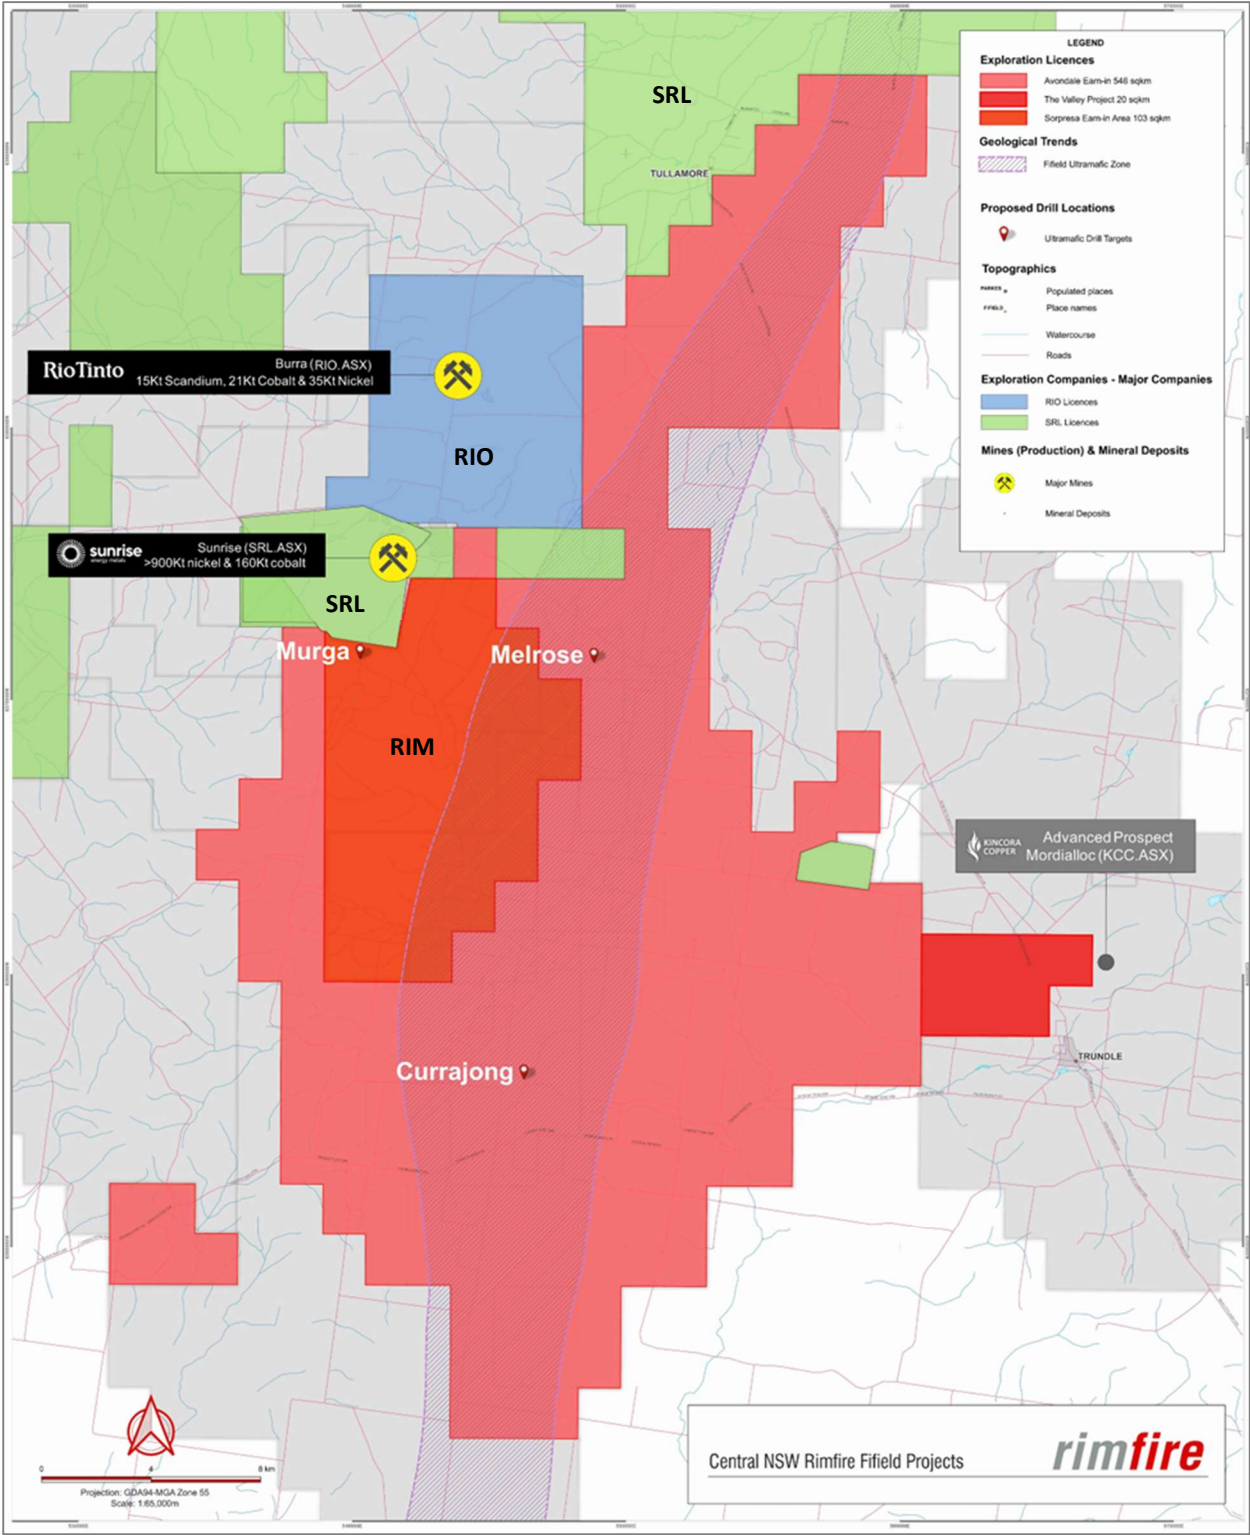 LEGEND
Exploration Licences
Avondale Earn-in 546 sqkm
The Valley Project 20 sqkm
Sorpresa Earn-in Area 103 sqkm
Geological Trends
Fifield Ultramafic Zone
Proposed Drill Locations
Ultramafic Drill Targets
Topographics
PARKES
Populated places
FIFIELD
Place names
Watercourse
Roads
Exploration Companies - Major Companies
RIO Licences
SRL Licences
Mines (Production) & Mineral Deposits
Major Mines
Mineral Deposits
SRL
TULLAMORE
RioTinto
Burra (RIO.ASX)
15Kt Scandium, 21Kt Cobalt & 35Kt Nickel
RIO
sunrise
energy metals
Sunrise (SRL.ASX)
>900Kt nickel & 160Kt cobalt
SRL
Murga
Melrose
RIM
KINCORA
COPPER
Advanced Prospect
Mordialloc (KCC.ASX)
TRUNDLE
Currajong
0 4 8 km
Projection: GDA94-MGA Zone 55
Scale: 1:65,000m
Central NSW Rimfire Fifield Projects
rimfire